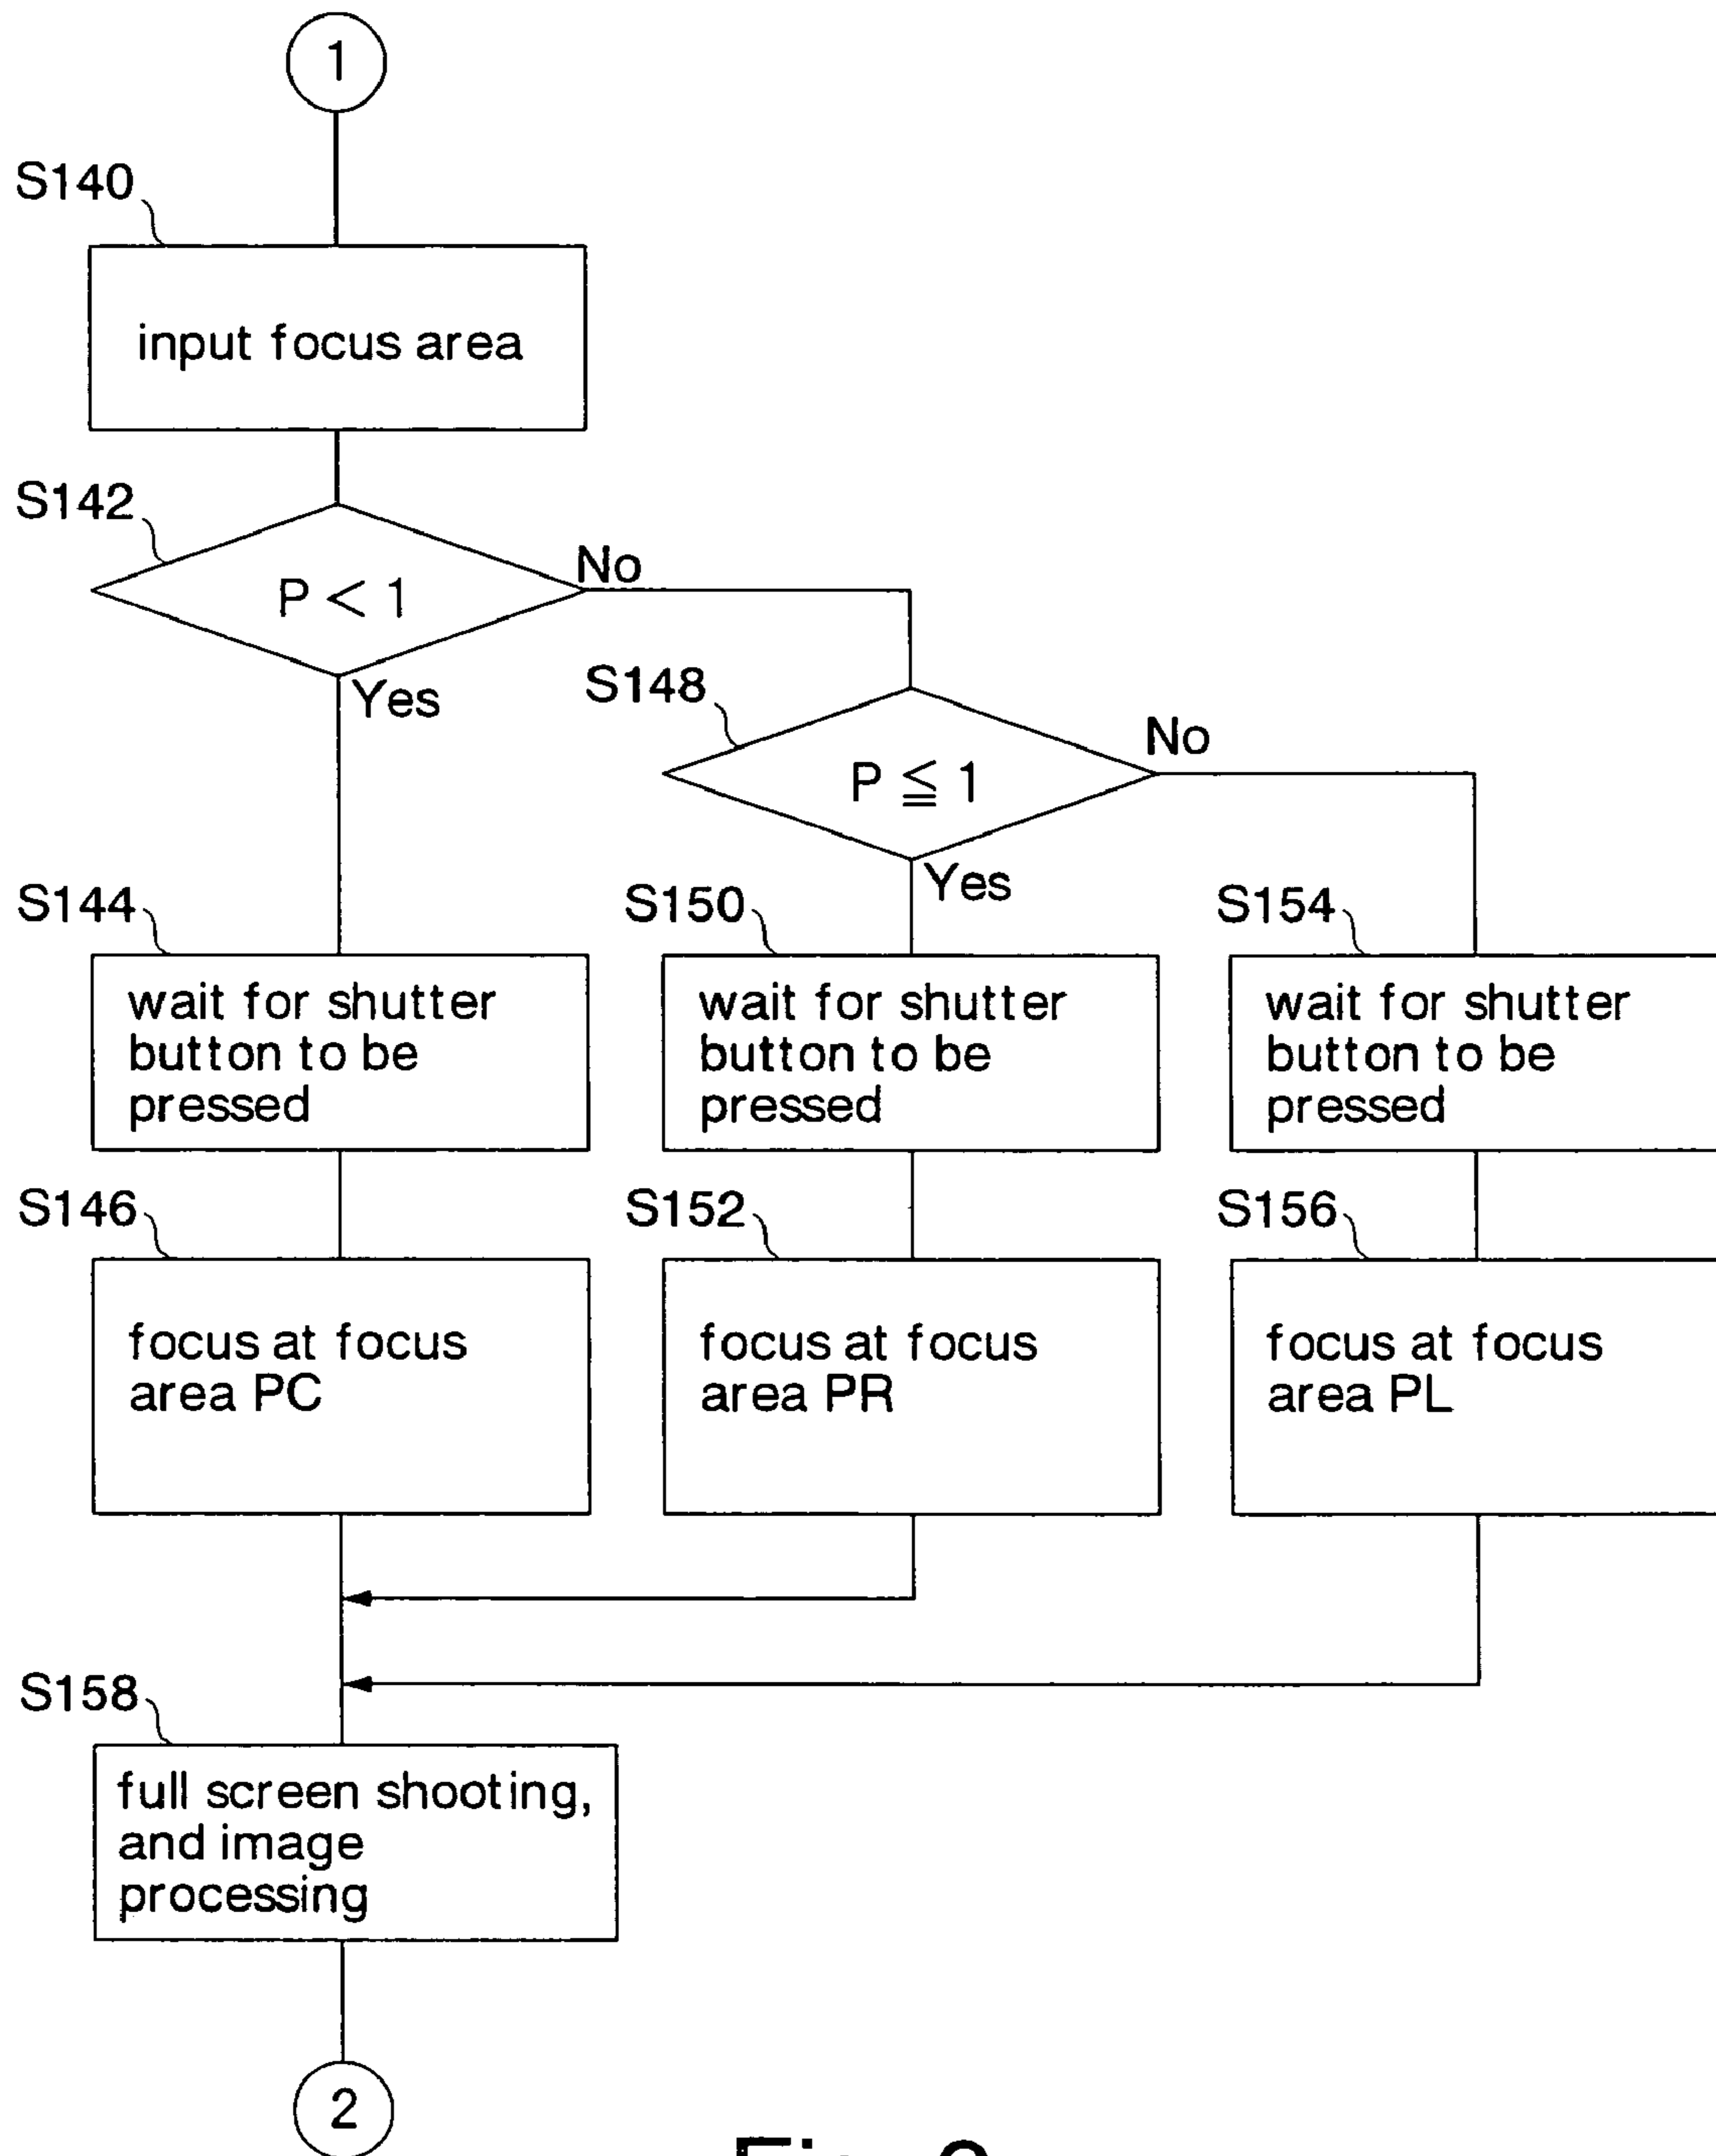 1
S140
input focus area
S142
P < 1
No
Yes
S148
P ≦ 1
No
Yes
S144
wait for shutter
button to be
pressed
S150
wait for shutter
button to be
pressed
S154
wait for shutter
button to be
pressed
S146
focus at focus
area PC
S152
focus at focus
area PR
S156
focus at focus
area PL
S158
full screen shooting,
and image
processing
2